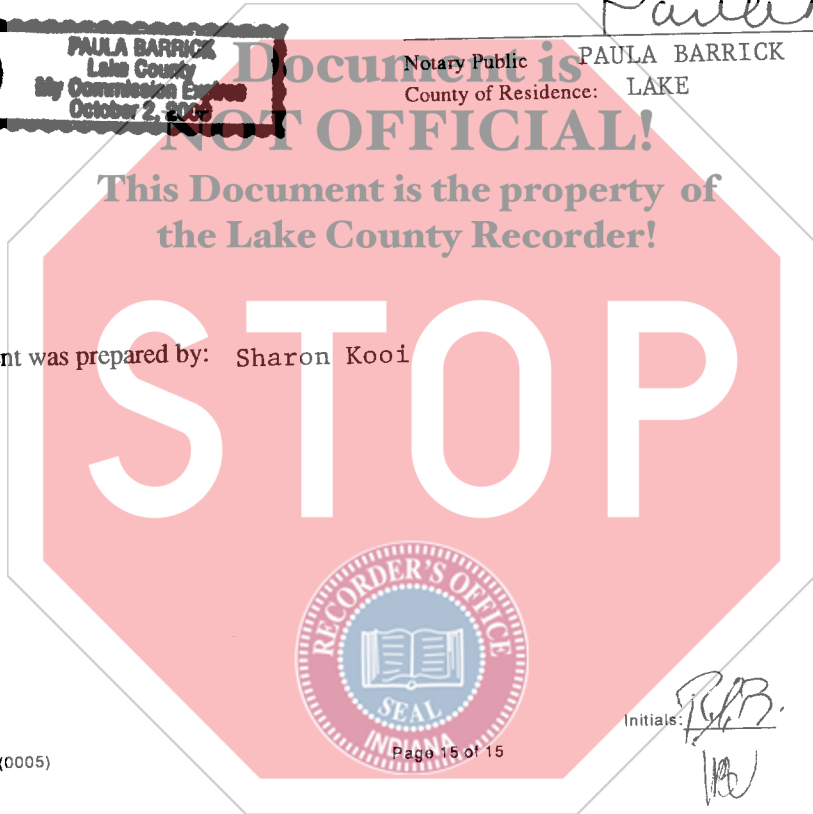 Paula
PAULA BARRICK
Lake County
My Commission Expires
October 2,
Notary Public PAULA BARRICK
County of Residence: LAKE
Document is
NOT OFFICIAL!
This Document is the property of
the Lake County Recorder!
nt was prepared by: Sharon Kooi
STOP
RECORDER'S OFFICE
SEAL
INDIANA
Initials:
(0005)
Page 15 of 15